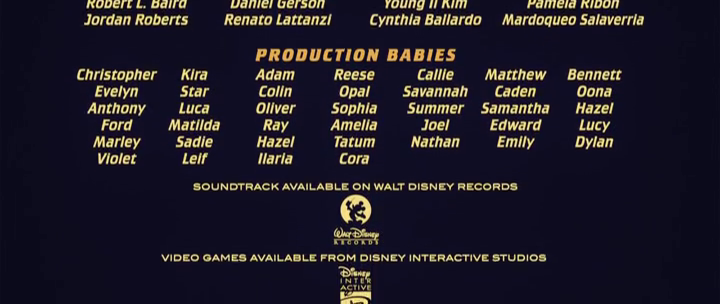 Robert L. Baird Daniel Gerson Young Il Kim Pamela Ribon
Jordan Roberts Renato Lattanzi Cynthia Ballardo Mardoqueo Salaverria
PRODUCTION BABIES
Christopher Kira Adam Reese Callie Matthew Bennett
Evelyn Star Colin Opal Savannah Caden Oona
Anthony Luca Oliver Sophia Summer Samantha Hazel
Ford Matilda Ray Amelia Joel Edward Lucy
Marley Sadie Hazel Tatum Nathan Emily Dylan
Violet Leif Ilaria Cora
SOUNDTRACK AVAILABLE ON WALT DISNEY RECORDS
Walt Disney
RECORDS
VIDEO GAMES AVAILABLE FROM DISNEY INTERACTIVE STUDIOS
Disney
INTER
ACTIVE